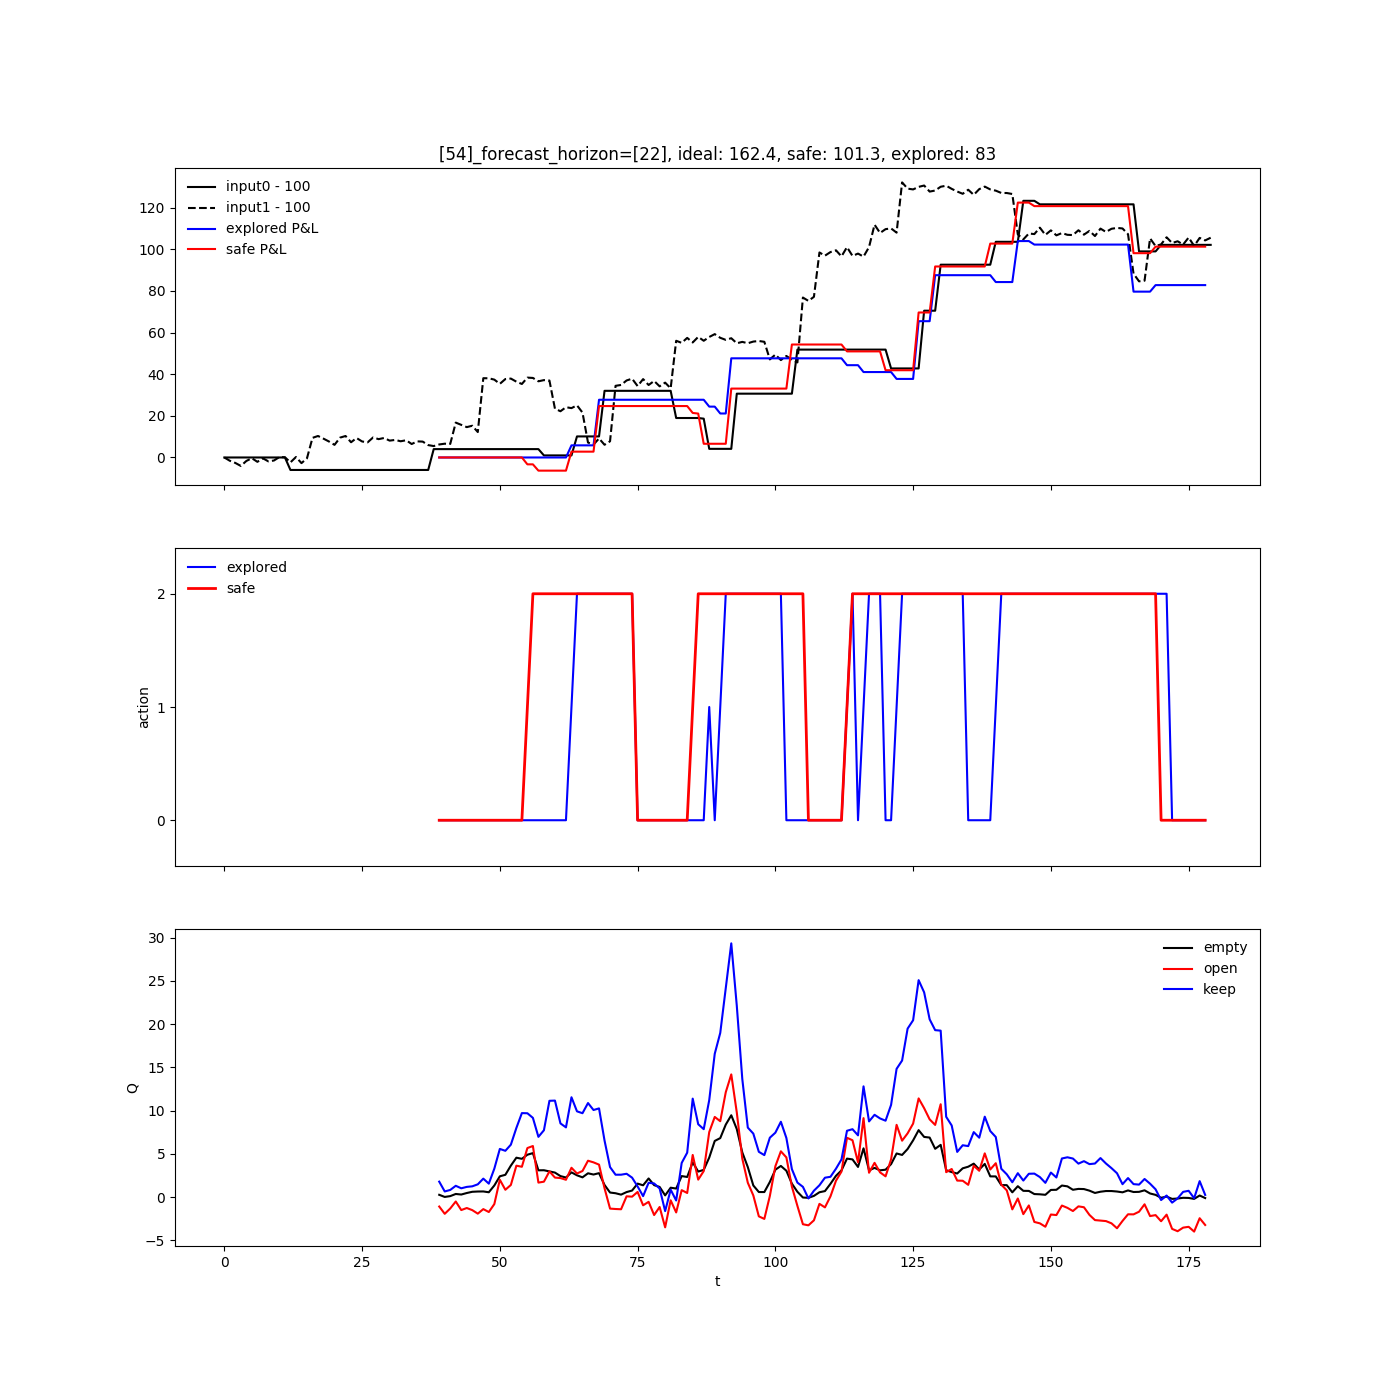 [54]_forecast_horizon=[22], ideal: 162.4, safe: 101.3, explored: 83
input0 - 100
input1 - 100
explored P&L
safe P&L
120
100
80
60
40
20
0
explored
safe
2
1
0
action
empty
open
keep
30
25
20
15
10
5
0
−5
Q
0 25 50 75 100 125 150 175
t